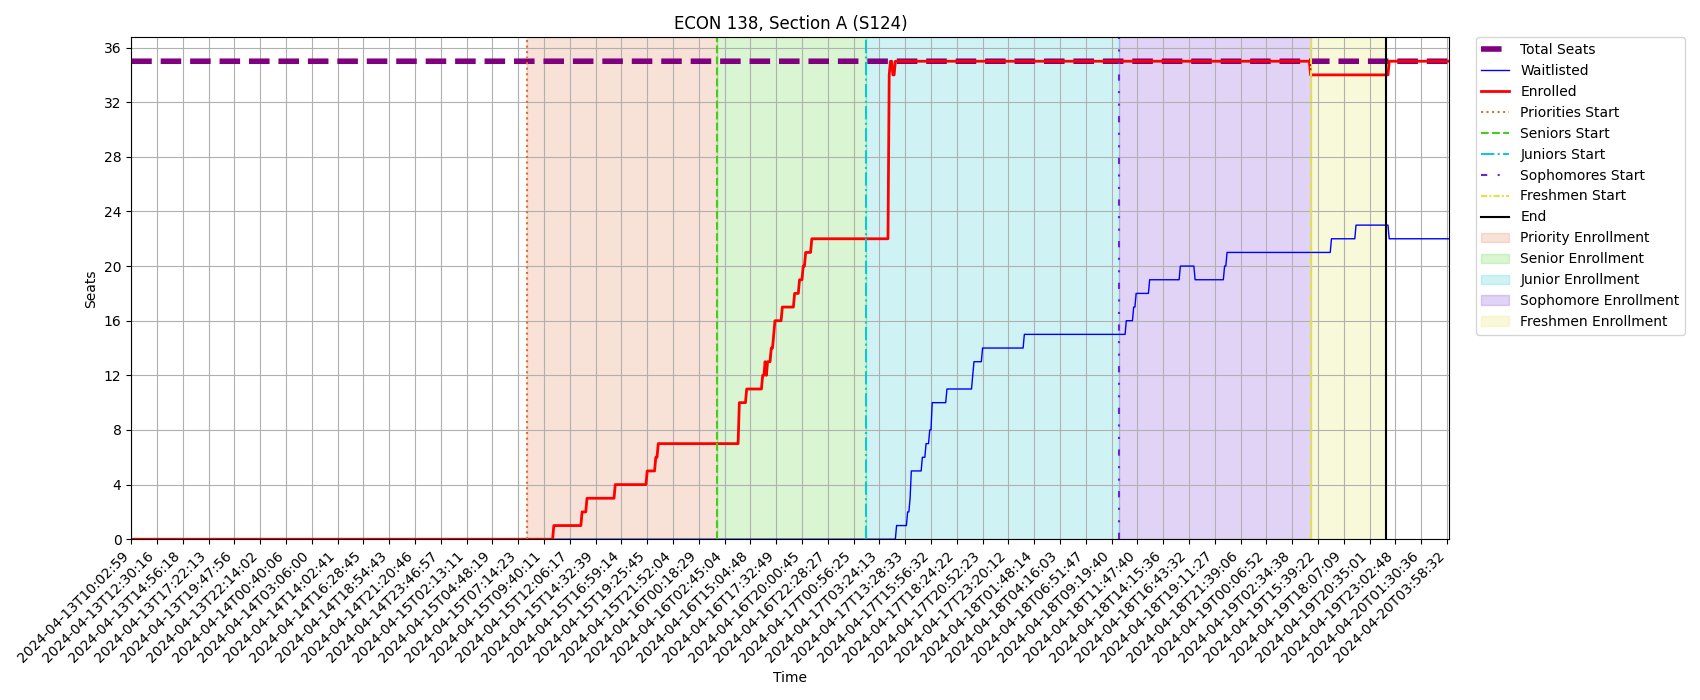 ECON 138, Section A (S124)
Seats
36
32
28
24
20
16
12
8
4
0
2024-04-13T10:02:59
2024-04-13T12:30:16
2024-04-13T14:56:18
2024-04-13T17:22:13
2024-04-13T19:47:56
2024-04-13T22:14:02
2024-04-14T00:40:06
2024-04-14T03:06:00
2024-04-14T14:02:41
2024-04-14T16:28:45
2024-04-14T18:54:43
2024-04-14T21:20:46
2024-04-14T23:46:57
2024-04-15T02:13:11
2024-04-15T04:48:19
2024-04-15T07:14:23
2024-04-15T09:40:11
2024-04-15T12:06:17
2024-04-15T14:32:39
2024-04-15T16:59:14
2024-04-15T19:25:45
2024-04-15T21:52:04
2024-04-16T00:18:29
2024-04-16T02:45:04
2024-04-16T15:04:48
2024-04-16T17:32:49
2024-04-16T20:00:45
2024-04-16T22:28:27
2024-04-17T00:56:25
2024-04-17T03:24:13
2024-04-17T13:28:33
2024-04-17T15:56:32
2024-04-17T18:24:22
2024-04-17T20:52:23
2024-04-17T23:20:12
2024-04-18T01:48:14
2024-04-18T04:16:03
2024-04-18T06:51:47
2024-04-18T09:19:40
2024-04-18T11:47:40
2024-04-18T14:15:36
2024-04-18T16:43:32
2024-04-18T19:11:27
2024-04-18T21:39:06
2024-04-19T00:06:52
2024-04-19T02:34:38
2024-04-19T15:39:22
2024-04-19T18:07:09
2024-04-19T20:35:01
2024-04-19T23:02:48
2024-04-20T01:30:36
2024-04-20T03:58:32
Time
Total Seats
Waitlisted
Enrolled
Priorities Start
Seniors Start
Juniors Start
Sophomores Start
Freshmen Start
End
Priority Enrollment
Senior Enrollment
Junior Enrollment
Sophomore Enrollment
Freshmen Enrollment